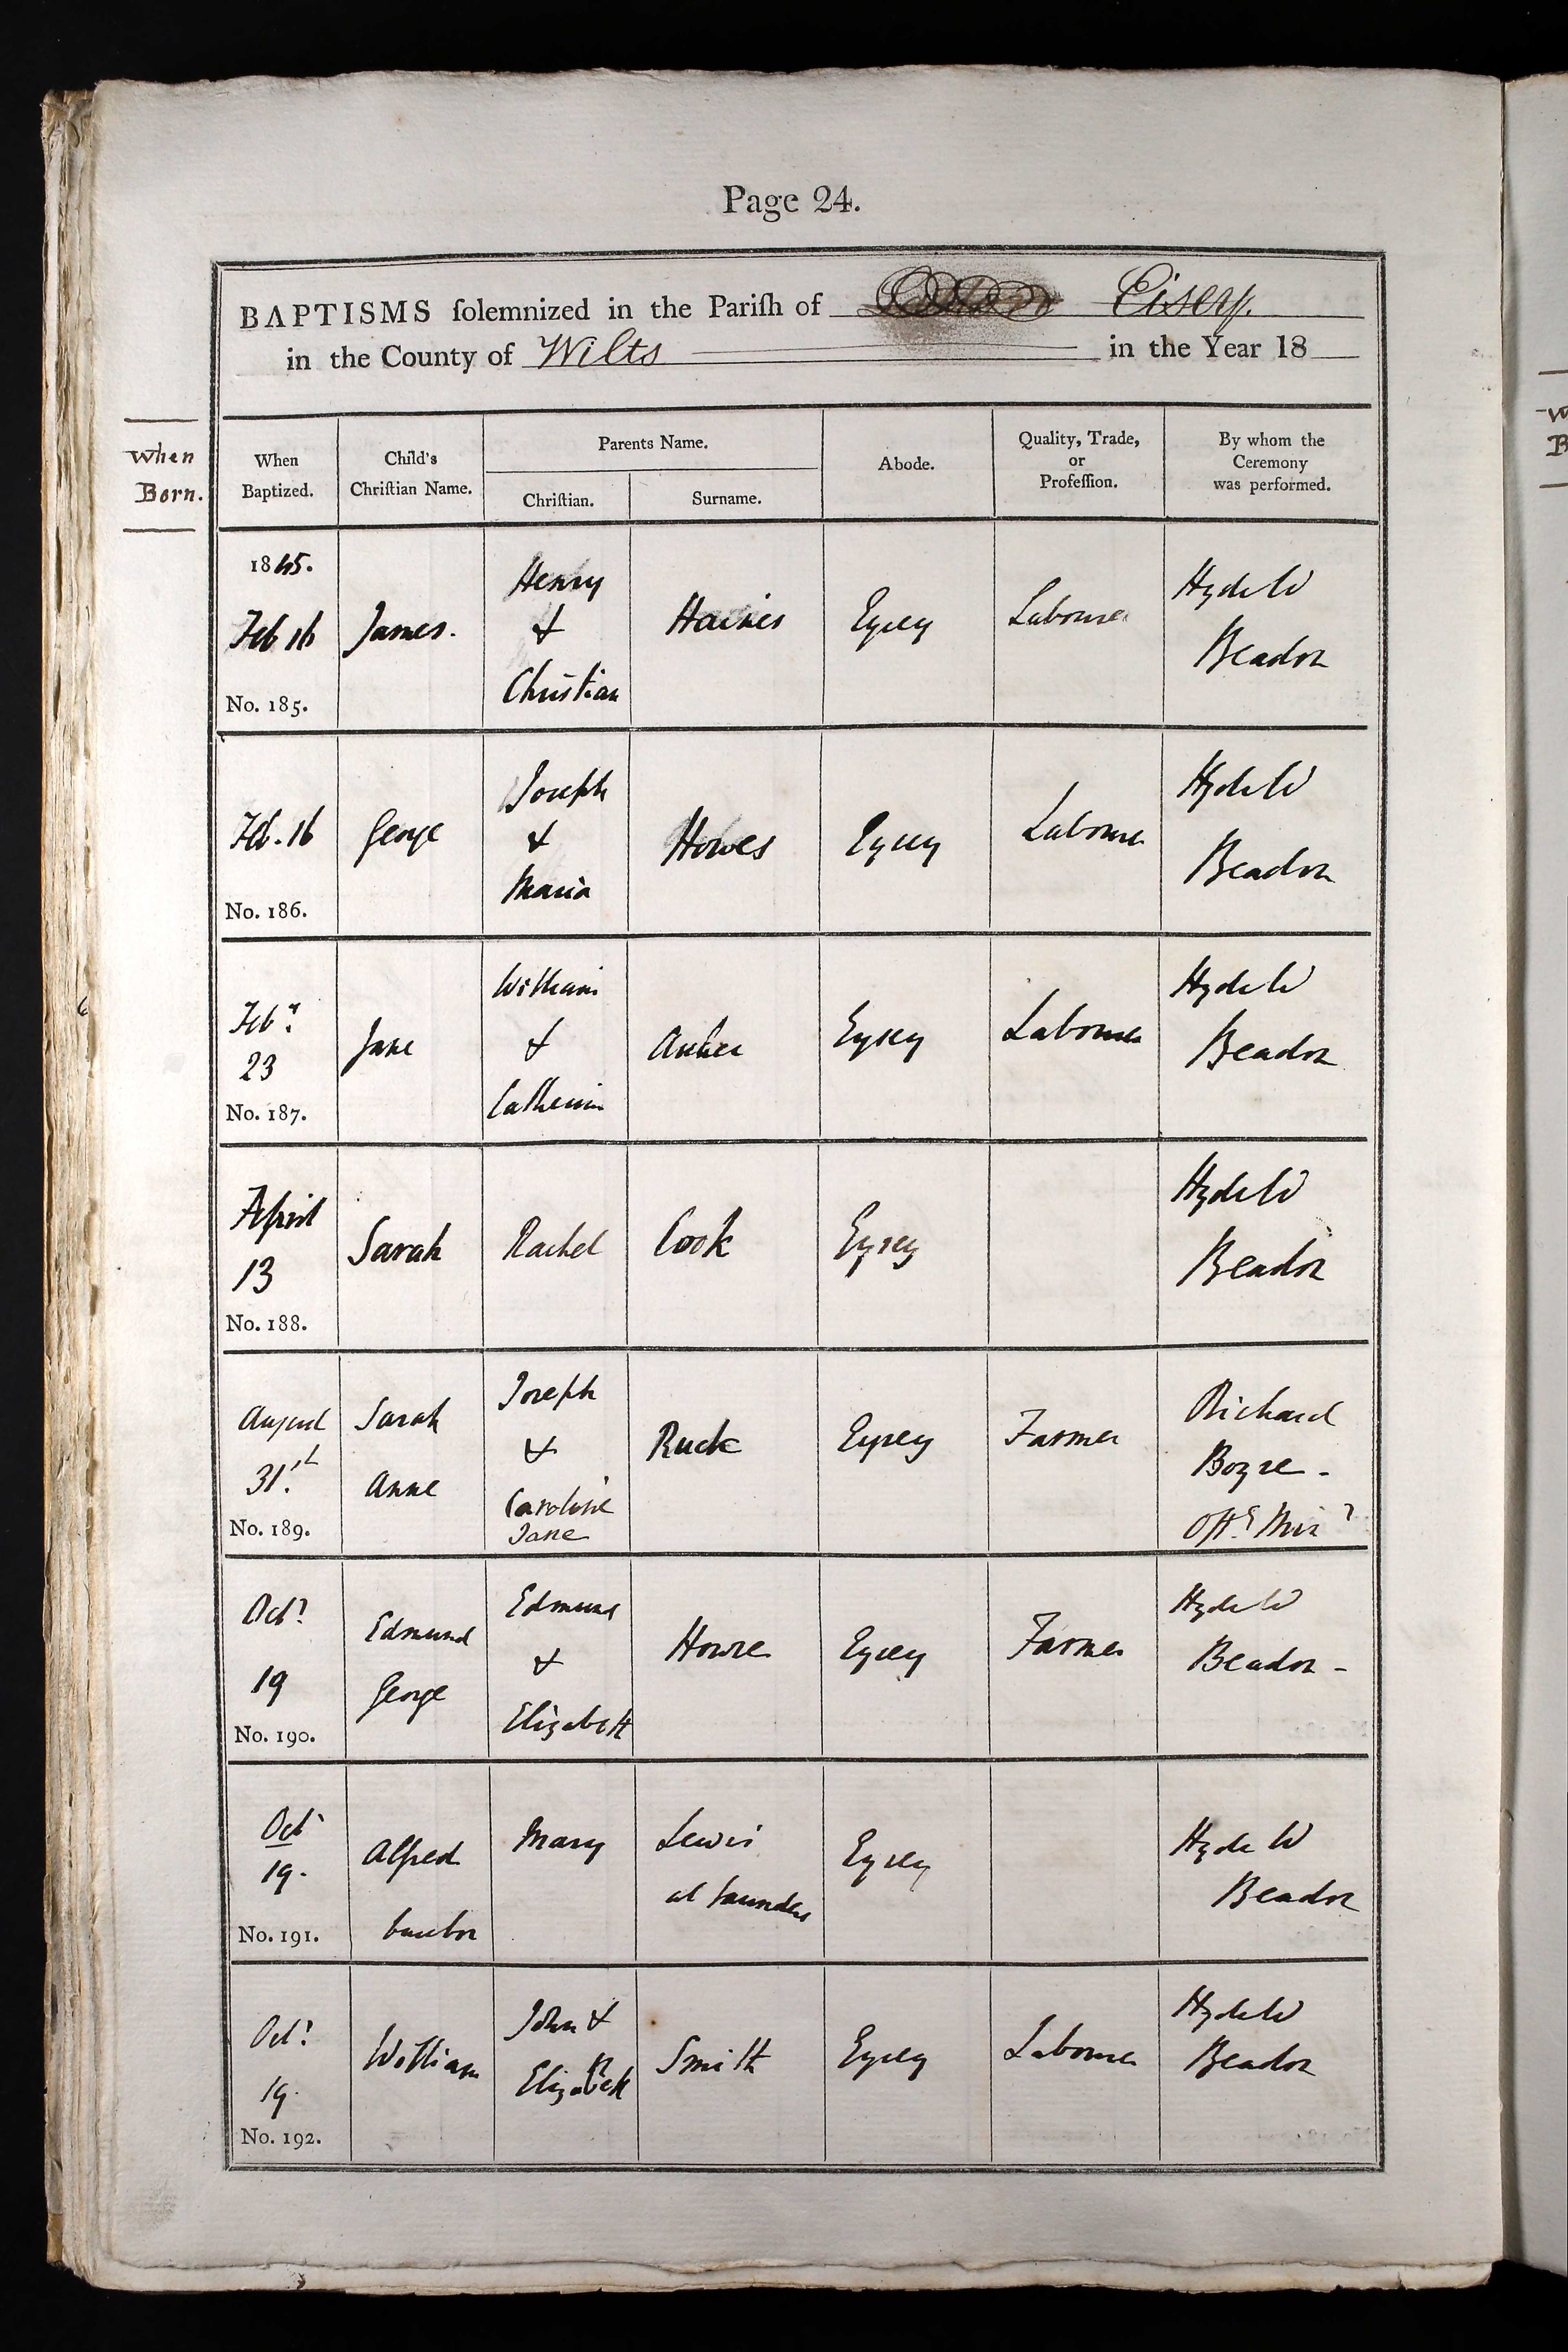 Page 24.
BAPTISMS ſolemnized in the Pariſh of Eisey.
in the County of Wilts in the Year 18
When
Born.
When
Baptized.
Child's
Chriſtian Name.
Parents Name.
Chriſtian.
Surname.
Abode.
Quality, Trade,
or
Profeſſion.
By whom the
Ceremony
was performed.
1845.
Feb 16
No. 185.
James.
Henry
&
Christian
Haines
Eysey
Labourer
Hyde W
Beadon
Feb. 16
No. 186.
George
Joseph
&
Maria
Howes
Eysey
Labourer
Hyde W
Beadon
Feby
23
No. 187.
Jane
William
&
Catherine
Eysey
Labourer
Hyde W
Beadon
April
13
No. 188.
Sarah
Rachel
Cook
Eysey
Hyde W
Beadon
August
31st
No. 189.
Sarah
Anne
Joseph
&
Caroline
Jane
Ruck
Eysey
Farmer
Richard
Offg Minr
Octr
19
No. 190.
Edmund
George
Edmund
&
Elizabeth
Howse
Eysey
Farmer
Hyde W
Beadon -
Octr
19.
No. 191.
Alfred
Mary
Lewis
al Saunders
Eysey
Hyde W
Beadon
Octr
19.
No. 192.
William
John &
Elizabeth
Smith
Eysey
Labourer
Hyde W
Beadon